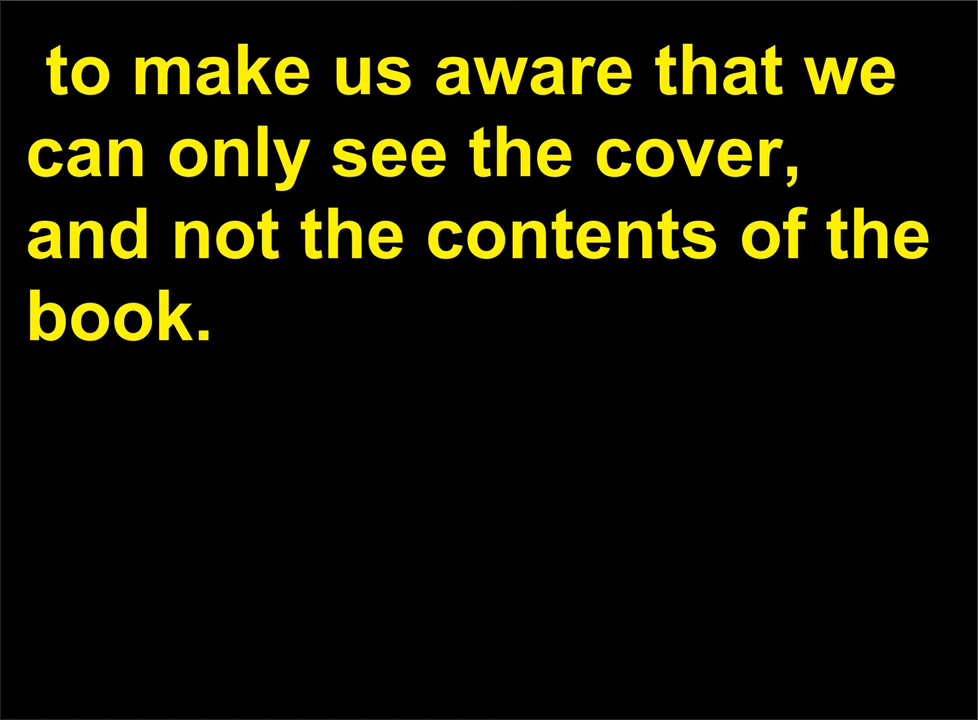 to make us aware that we
can only see the cover,
and not the contents of the
book.